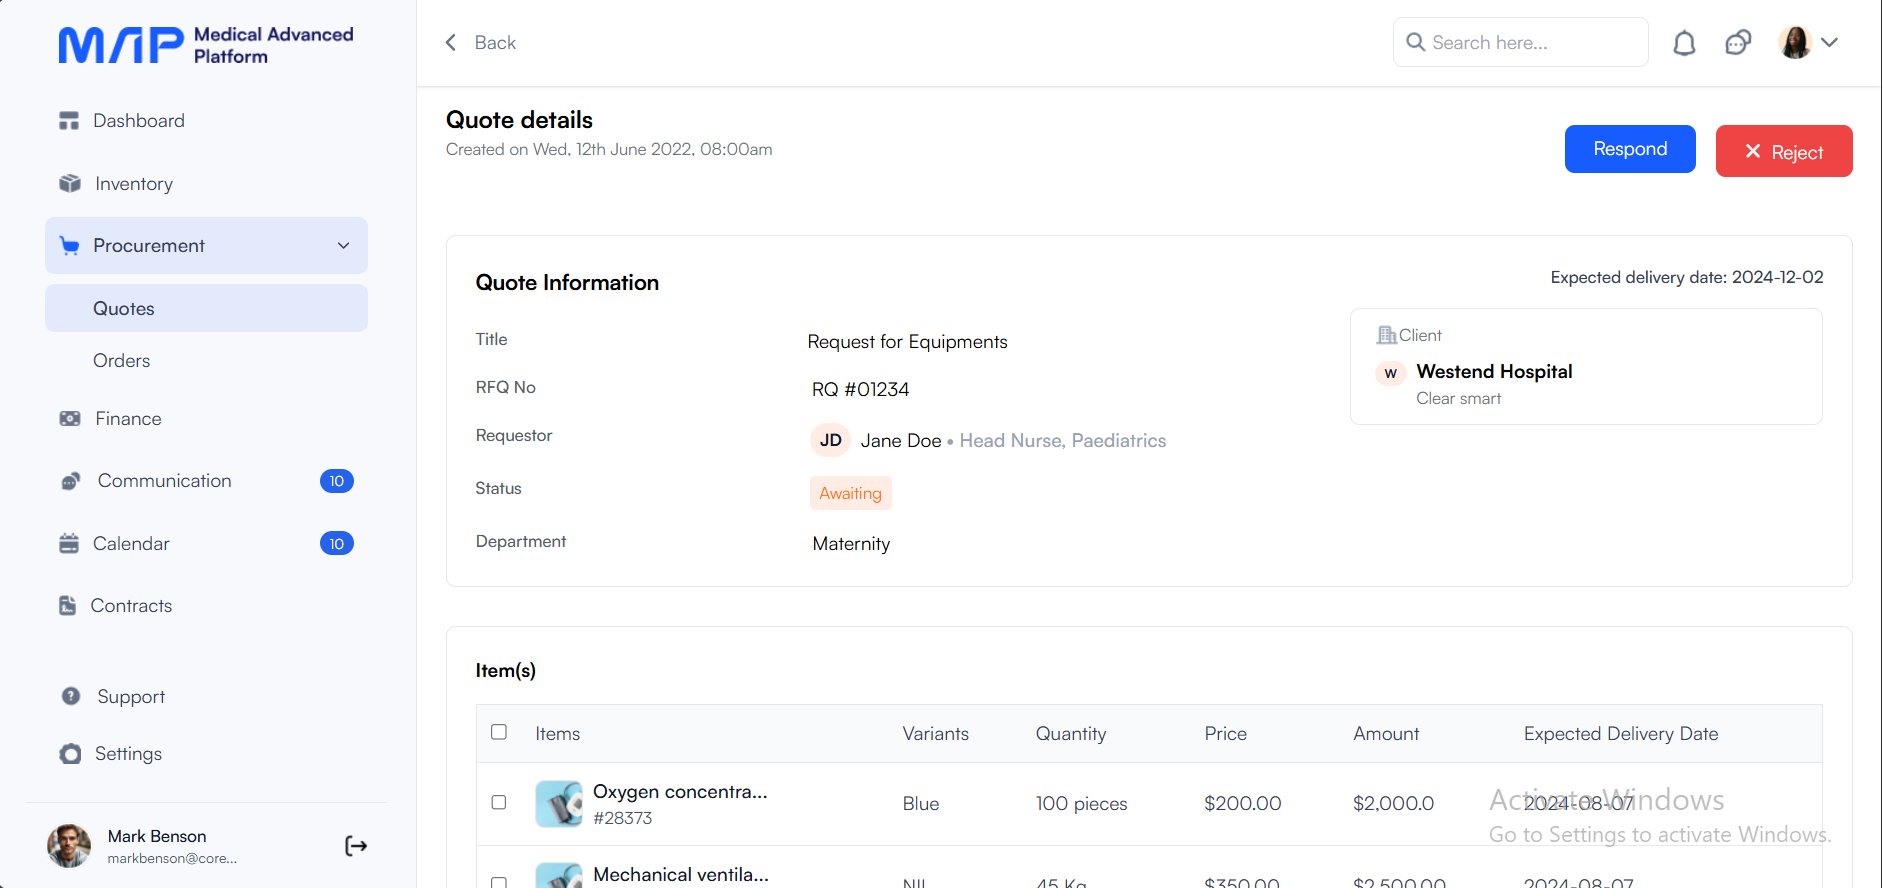 MAP Medical Advanced Platform
Dashboard
Inventory
Procurement
Quotes
Orders
Finance
Communication 10
Calendar 10
Contracts
Support
Settings
Mark Benson
markbenson@core...
Back
Search here...
Quote details
Created on Wed, 12th June 2022, 08:00am
Respond
Reject
Quote Information
Expected delivery date: 2024-12-02
Title Request for Equipments
RFQ No RQ #01234
Requestor JD Jane Doe • Head Nurse, Paediatrics
Status Awaiting
Department Maternity
Client
W Westend Hospital
Clear smart
Item(s)
Items Variants Quantity Price Amount Expected Delivery Date
Oxygen concentra... Blue 100 pieces $200.00 $2,000.0 2024-08-07
#28373
Mechanical ventila... NIL 45 Kg $350.00 $2,500.00 2024-08-07
Activate Windows
Go to Settings to activate Windows.